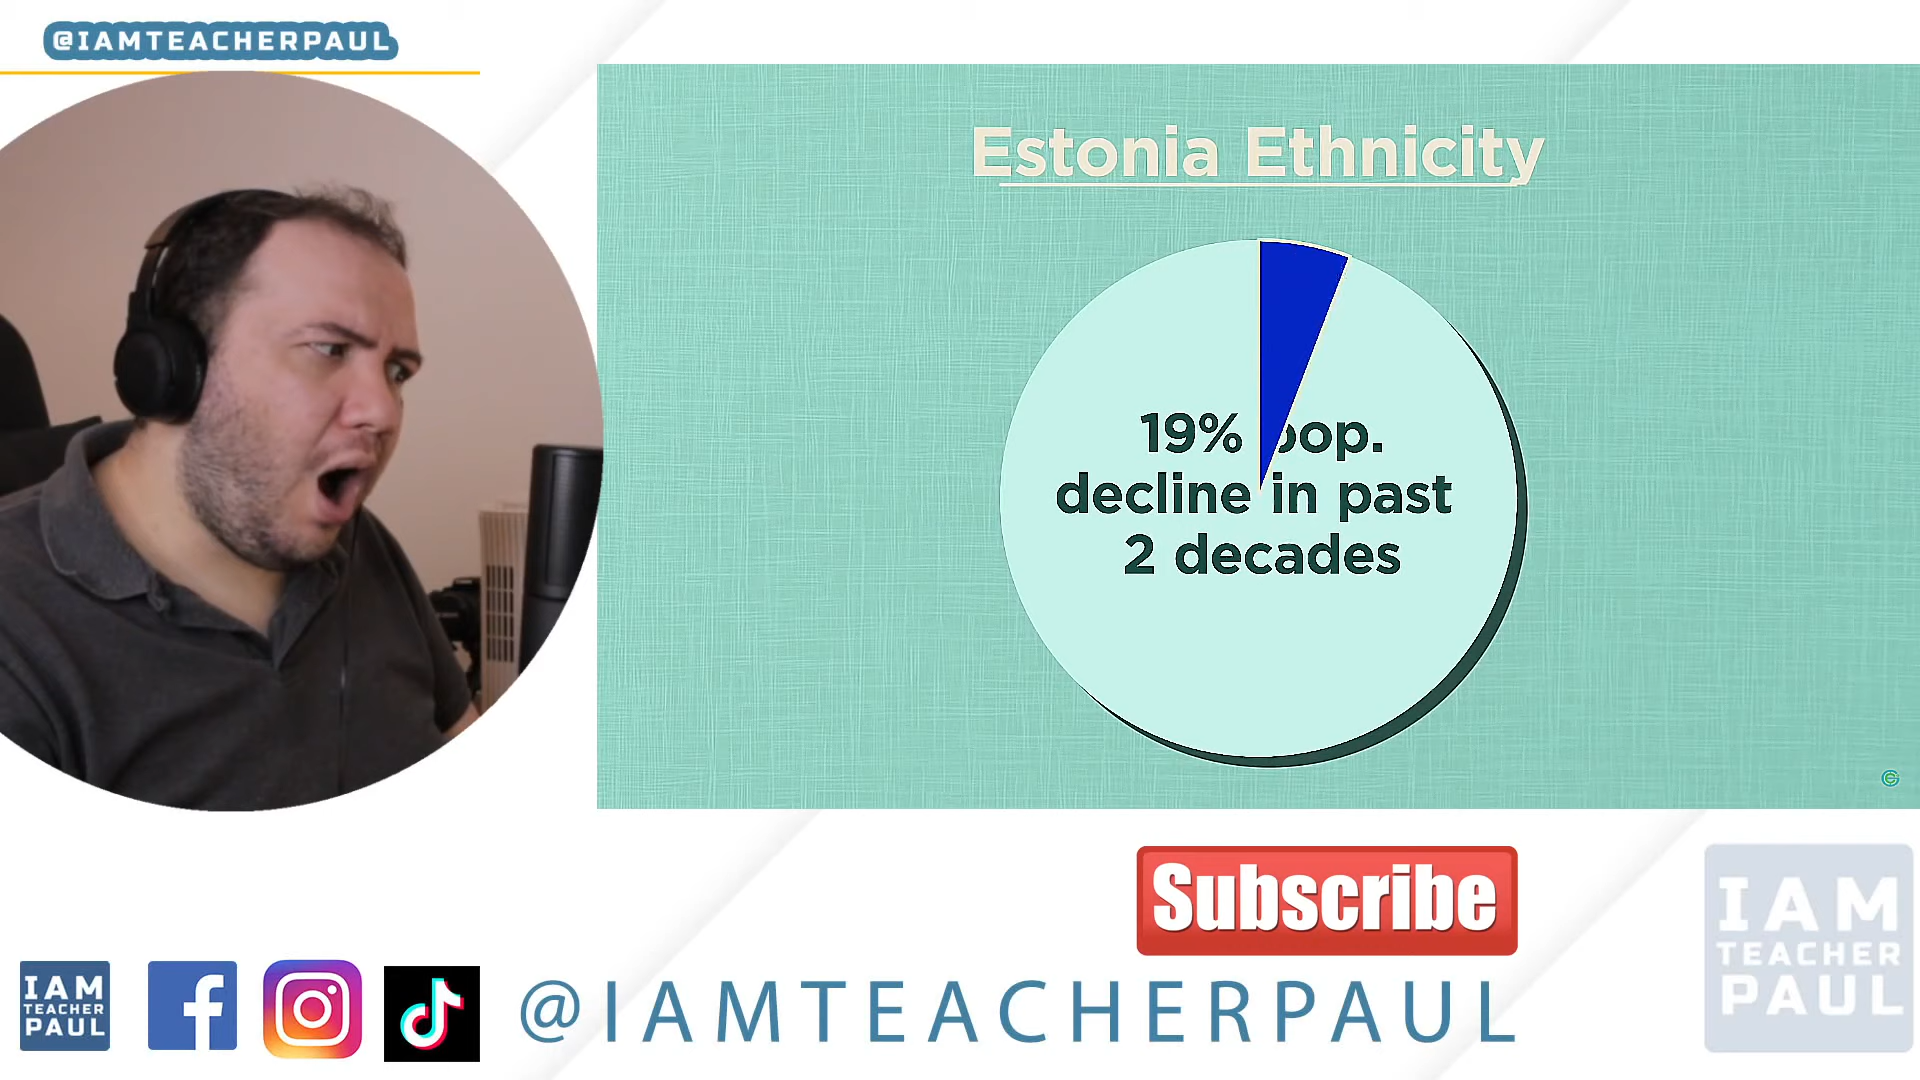 @IAMTEACHERPAUL
Estonia Ethnicity
19% pop.
decline in past
2 decades
Subscribe
IAM
TEACHER
PAUL
IAM
TEACHER
PAUL
@IAMTEACHERPAUL